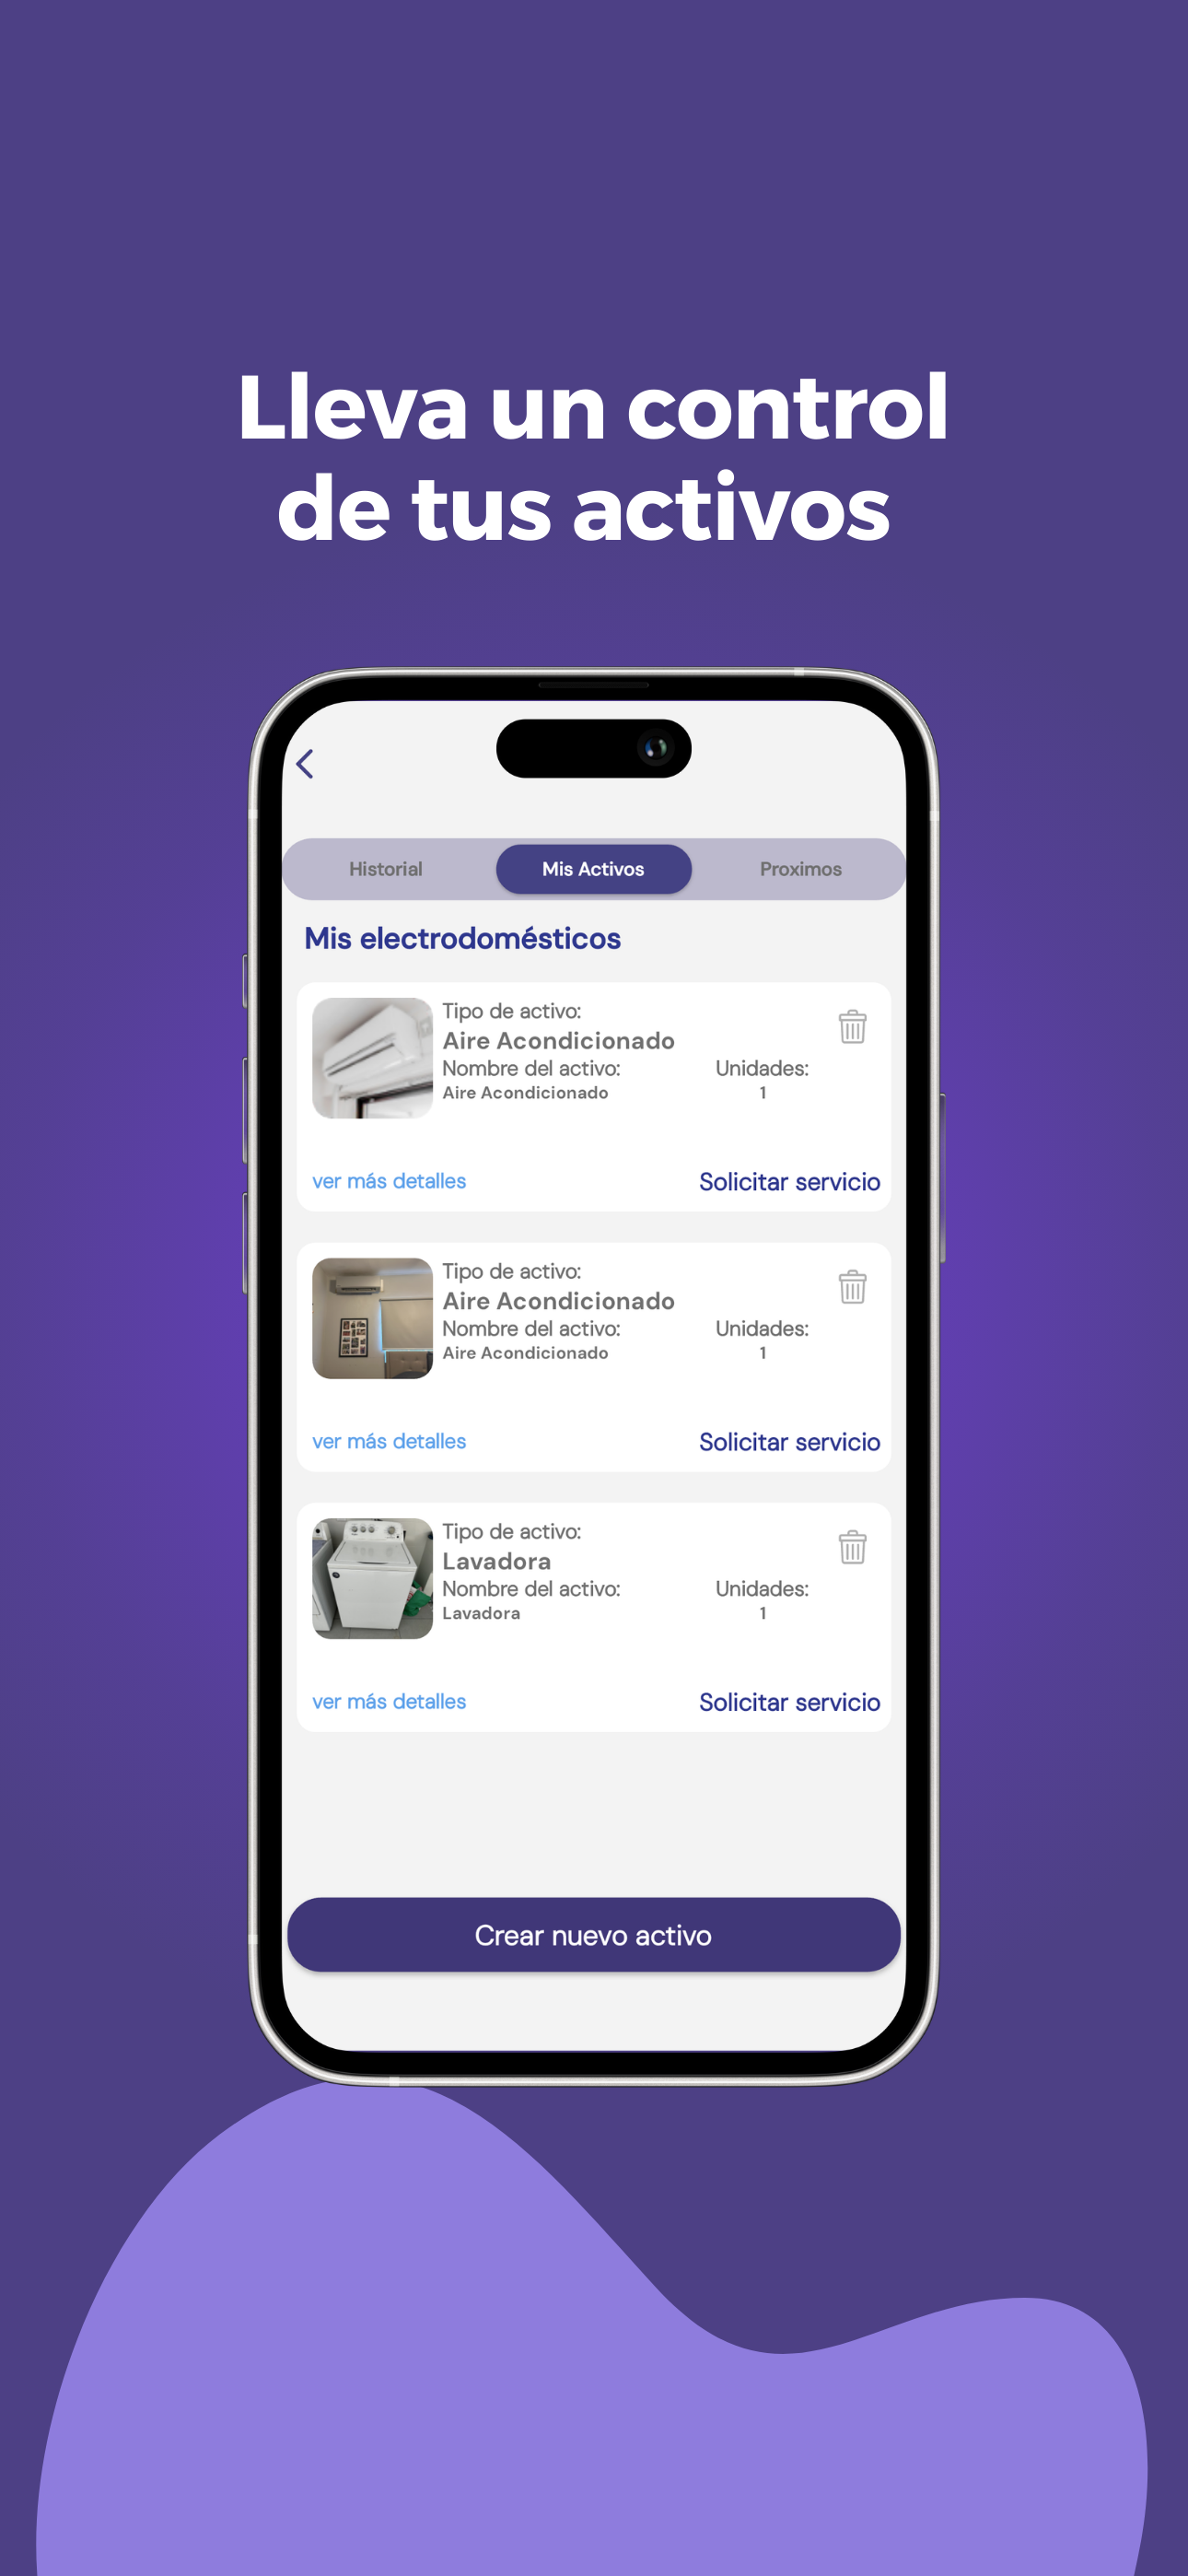 Lleva un control
de tus activos
Historial
Mis Activos
Proximos
Mis electrodomésticos
Tipo de activo:
Aire Acondicionado
Nombre del activo:
Unidades:
Aire Acondicionado
1
ver más detalles
Solicitar servicio
Tipo de activo:
Aire Acondicionado
Nombre del activo:
Unidades:
Aire Acondicionado
1
ver más detalles
Solicitar servicio
Tipo de activo:
Lavadora
Nombre del activo:
Unidades:
Lavadora
1
ver más detalles
Solicitar servicio
Crear nuevo activo